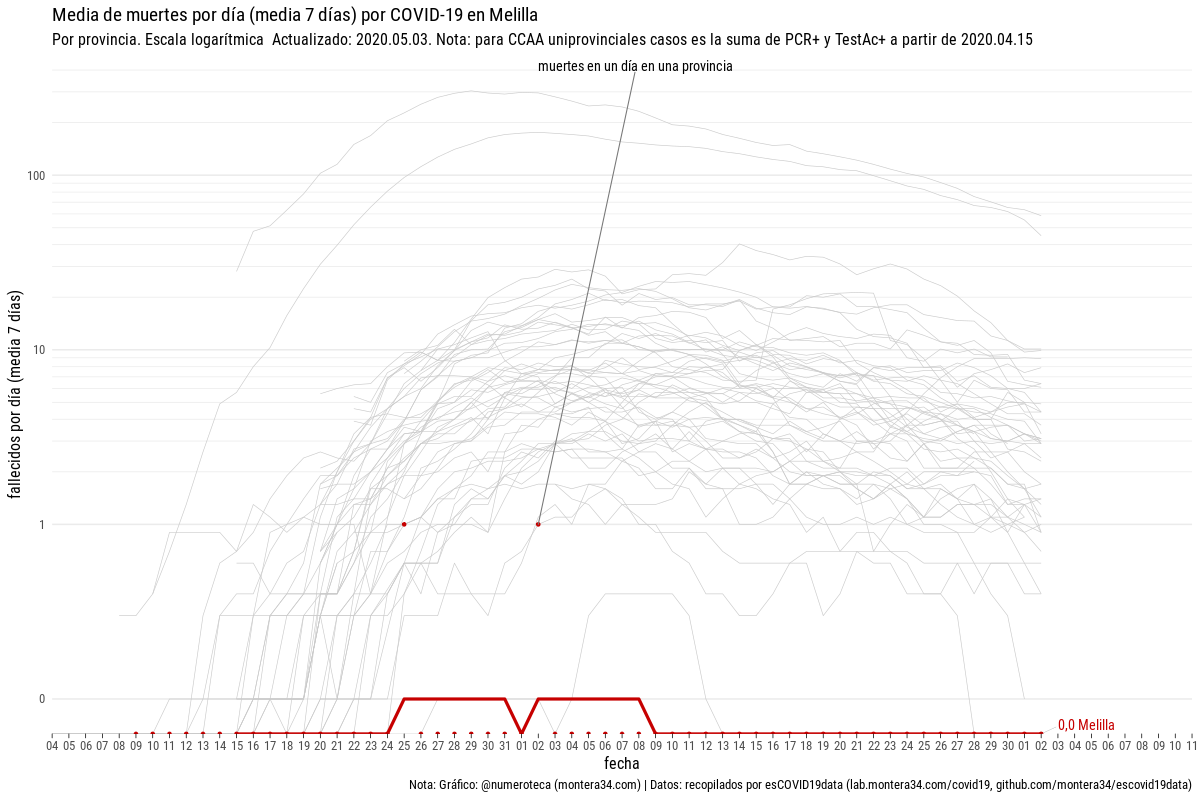 Media de muertes por día (media 7 días) por COVID-19 en Melilla
Por provincia. Escala logarítmica  Actualizado: 2020.05.03. Nota: para CCAA uniprovinciales casos es la suma de PCR+ y TestAc+ a partir de 2020.04.15
muertes en un día en una provincia
fallecidos por día (media 7 días)
100
10
1
0
0,0 Melilla
04 05 06 07 08 09 10 11 12 13 14 15 16 17 18 19 20 21 22 23 24 25 26 27 28 29 30 31 01 02 03 04 05 06 07 08 09 10 11 12 13 14 15 16 17 18 19 20 21 22 23 24 25 26 27 28 29 30 01 02 03 04 05 06 07 08 09 10 11
fecha
Nota: Gráfico: @numeroteca (montera34.com) | Datos: recopilados por esCOVID19data (lab.montera34.com/covid19, github.com/montera34/escovid19data)